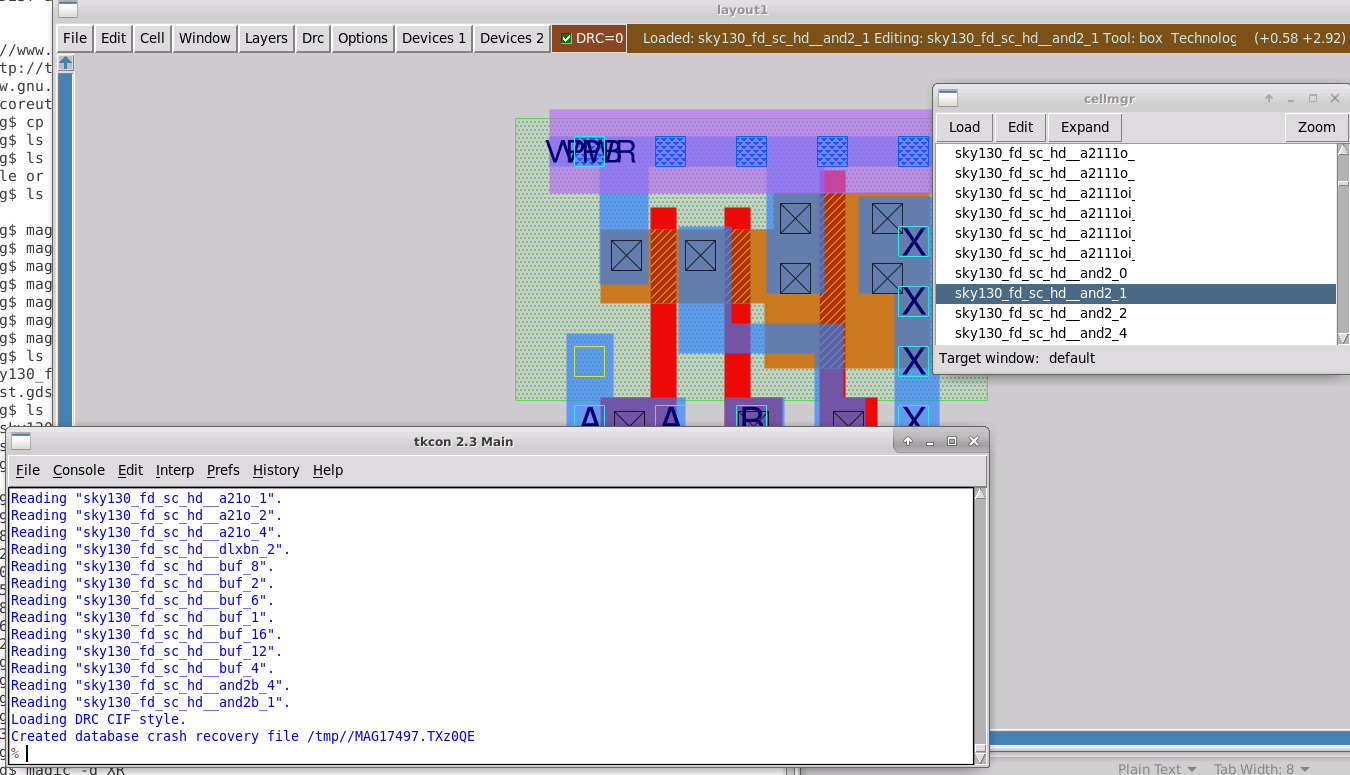 layout1
File Edit Cell Window Layers Drc Options Devices 1 Devices 2 DRC=0 Loaded: sky130_fd_sc_hd__and2_1 Editing: sky130_fd_sc_hd__and2_1 Tool: box Technolog (+0.58 +2.92)
//www.
tp://t
w.gnu.
coreut
g$ cp
g$ ls
g$ ls
le or
g$ ls
g$ mag
g$ mag
g$ mag
g$ mag
g$ mag
g$ mag
g$ mag
g$ ls
y130_f
st.gds
g$ ls
X
X
X
A A B X
cellmgr
Load Edit Expand Zoom
sky130_fd_sc_hd__a2111o_
sky130_fd_sc_hd__a2111o_
sky130_fd_sc_hd__a2111oi_
sky130_fd_sc_hd__a2111oi_
sky130_fd_sc_hd__a2111oi_
sky130_fd_sc_hd__a2111oi_
sky130_fd_sc_hd__and2_0
sky130_fd_sc_hd__and2_1
sky130_fd_sc_hd__and2_2
sky130_fd_sc_hd__and2_4
Target window: default
tkcon 2.3 Main
File Console Edit Interp Prefs History Help
Reading "sky130_fd_sc_hd__a21o_1".
Reading "sky130_fd_sc_hd__a21o_2".
Reading "sky130_fd_sc_hd__a21o_4".
Reading "sky130_fd_sc_hd__dlxbn_2".
Reading "sky130_fd_sc_hd__buf_8".
Reading "sky130_fd_sc_hd__buf_2".
Reading "sky130_fd_sc_hd__buf_6".
Reading "sky130_fd_sc_hd__buf_1".
Reading "sky130_fd_sc_hd__buf_16".
Reading "sky130_fd_sc_hd__buf_12".
Reading "sky130_fd_sc_hd__buf_4".
Reading "sky130_fd_sc_hd__and2b_4".
Reading "sky130_fd_sc_hd__and2b_1".
Loading DRC CIF style.
Created database crash recovery file /tmp//MAG17497.TXz0QE
%
d$ magic -d XR
Plain Text Tab Width: 8